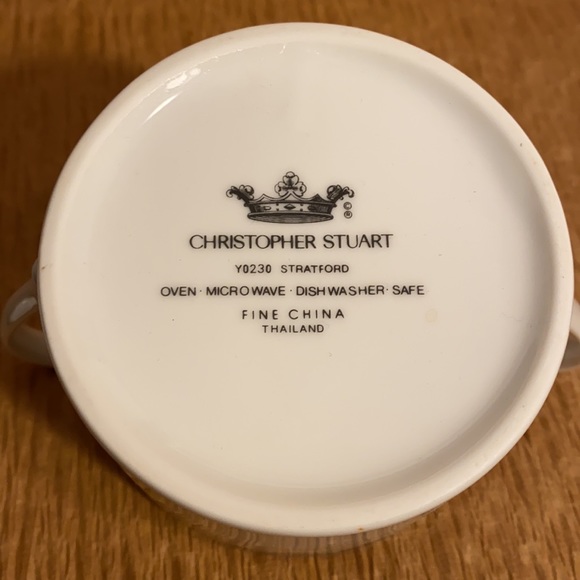 © ®
CHRISTOPHER STUART
Y0230 STRATFORD
OVEN · MICROWAVE · DISHWASHER · SAFE
FINE CHINA
THAILAND